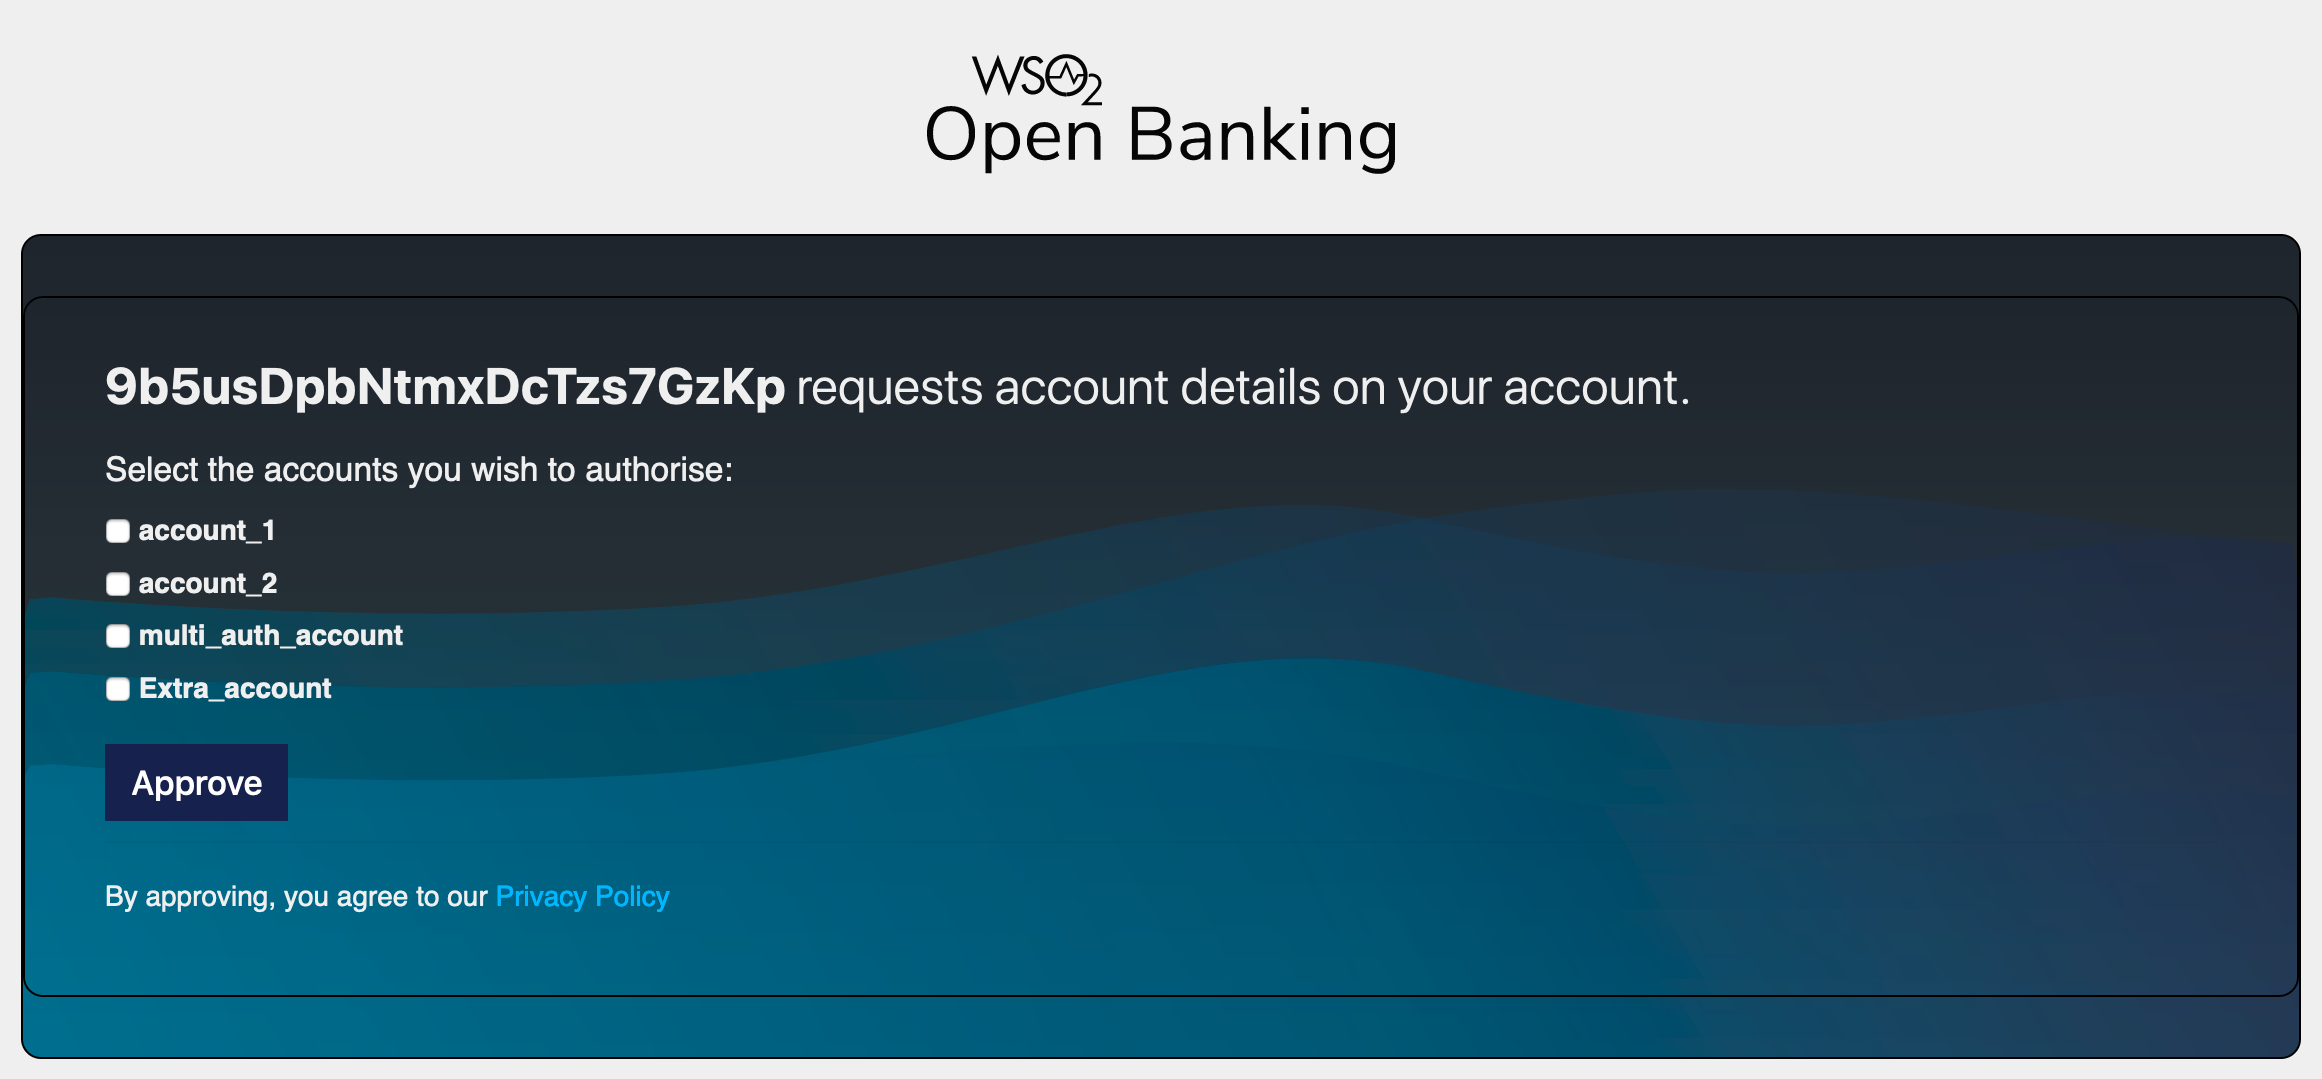 WSO2
Open Banking
9b5usDpbNtmxDcTzs7GzKp requests account details on your account.
Select the accounts you wish to authorise:
account_1
account_2
multi_auth_account
Extra_account
Approve
By approving, you agree to our Privacy Policy